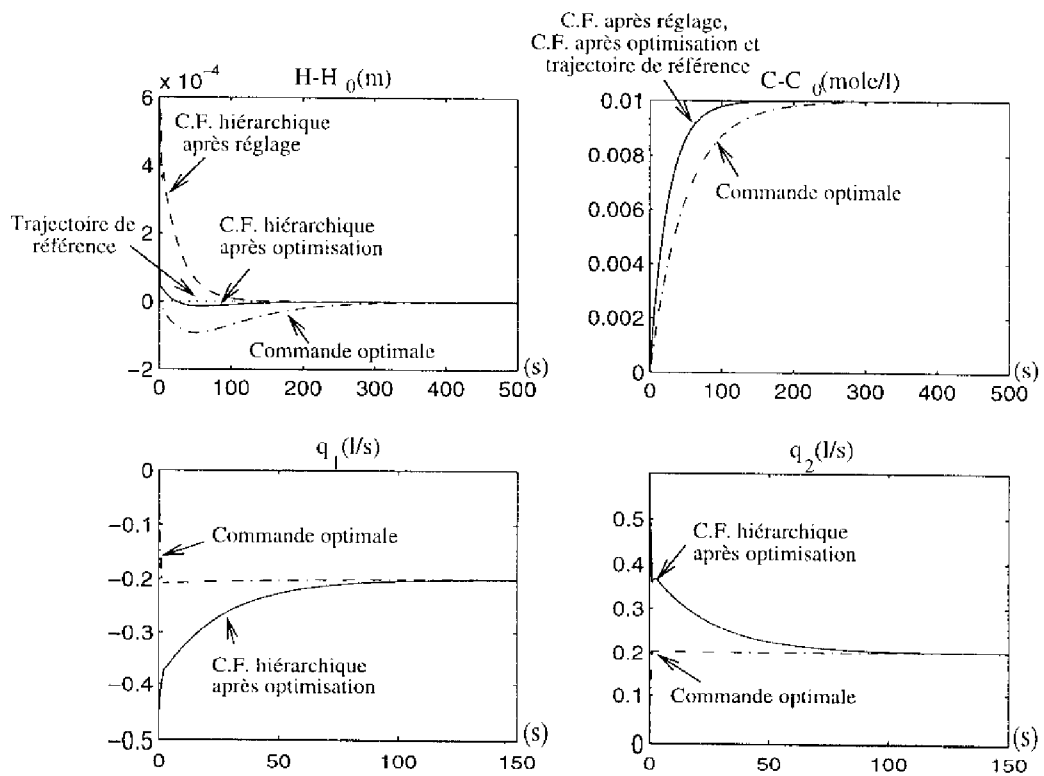 H-H 0(m)
x 10-4
6
4
2
0
-2
C.F. hiérarchique
après réglage
Trajectoire de
référence
C.F. hiérarchique
après optimisation
Commande optimale
0 100 200 300 400 500
(s)
C.F. après réglage,
C.F. après optimisation et
trajectoire de référence
C-C 0(mole/l)
0.01
0.008
0.006
0.004
0.002
0
Commande optimale
0 100 200 300 400 500
(s)
q1(l/s)
0
-0.1
-0.2
-0.3
-0.4
-0.5
Commande optimale
C.F. hiérarchique
après optimisation
0 50 100 150
(s)
q2(l/s)
0.5
0.4
0.3
0.2
0.1
0
C.F. hiérarchique
après optimisation
Commande optimale
0 50 100 150
(s)